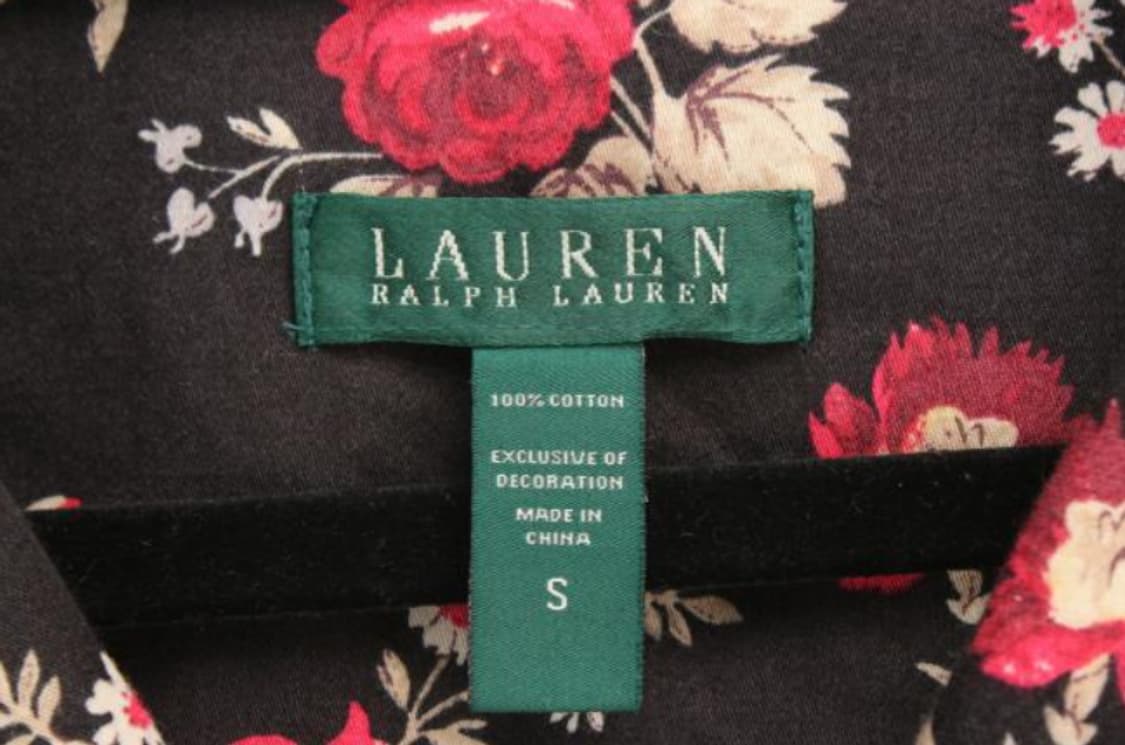 LAUREN
RALPH LAUREN
100% COTTON
EXCLUSIVE OF
DECORATION
MADE IN
CHINA
S